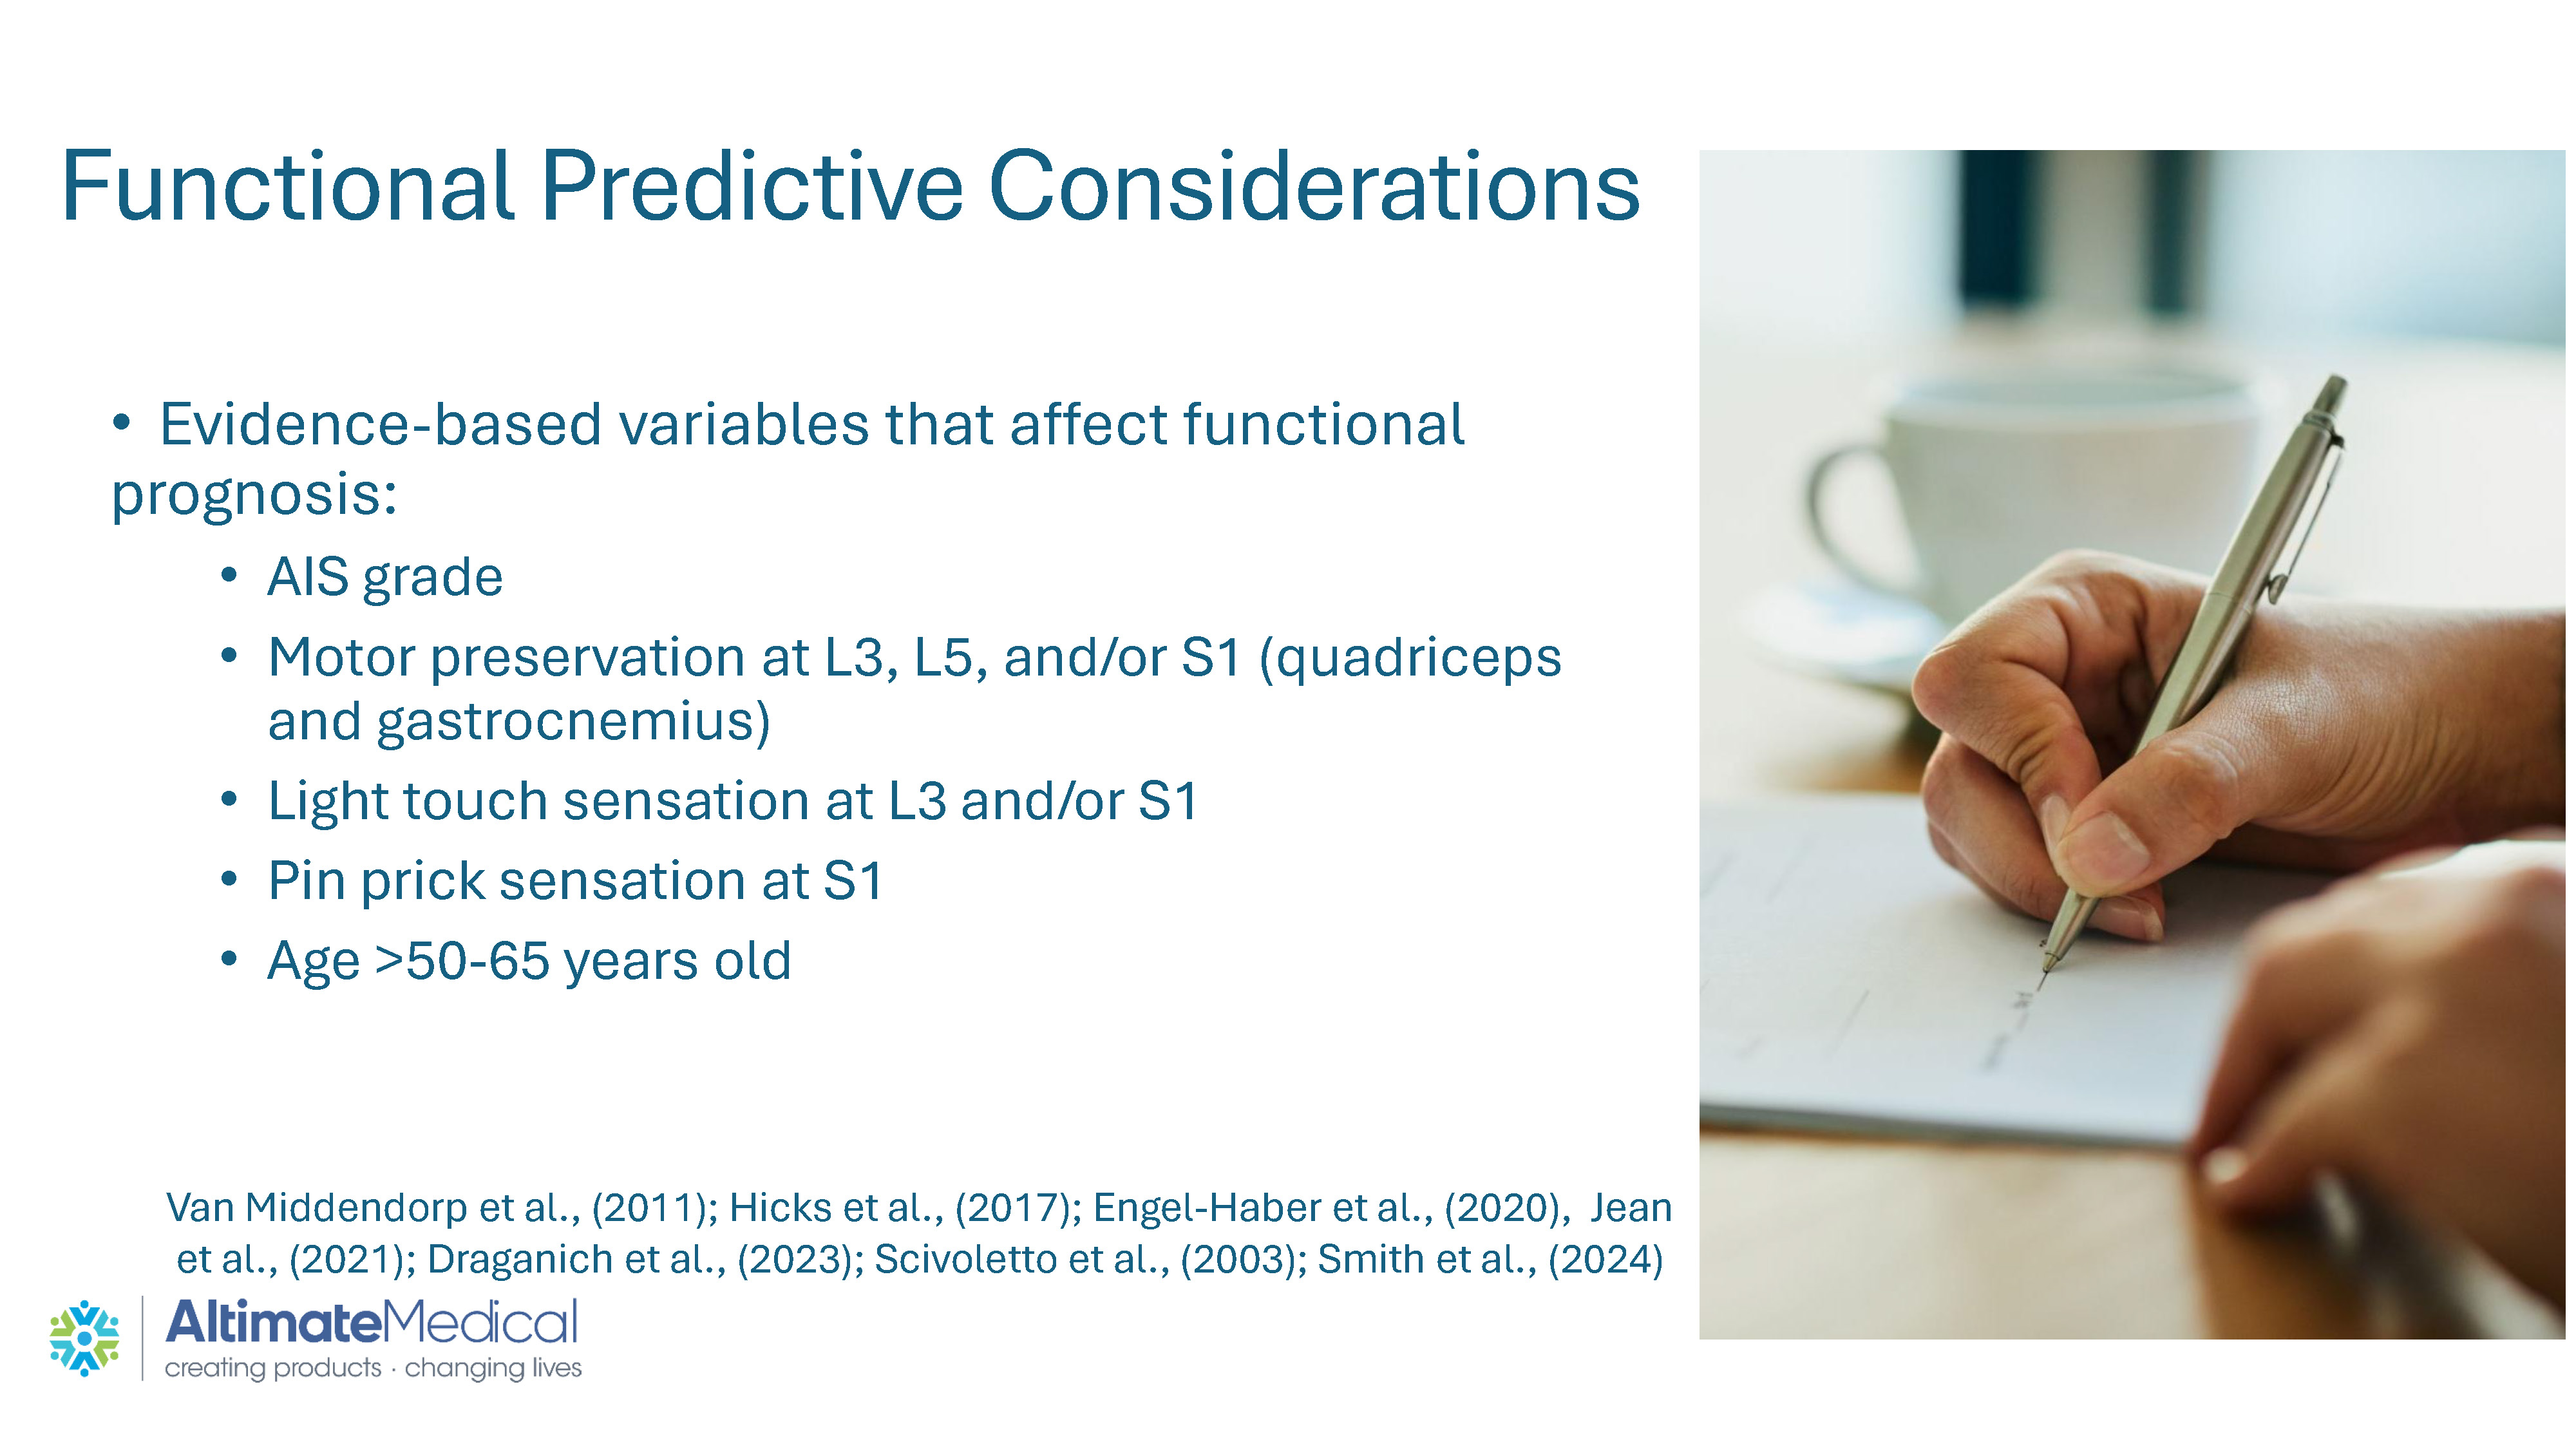 Functional Predictive Considerations
• Evidence-based variables that affect functional
prognosis:
• AIS grade
• Motor preservation at L3, L5, and/or S1 (quadriceps
and gastrocnemius)
• Light touch sensation at L3 and/or S1
• Pin prick sensation at S1
• Age >50-65 years old
Van Middendorp et al., (2011); Hicks et al., (2017); Engel-Haber et al., (2020), Jean
et al., (2021); Draganich et al., (2023); Scivoletto et al., (2003); Smith et al., (2024)
AltimateMedical
creating products · changing lives